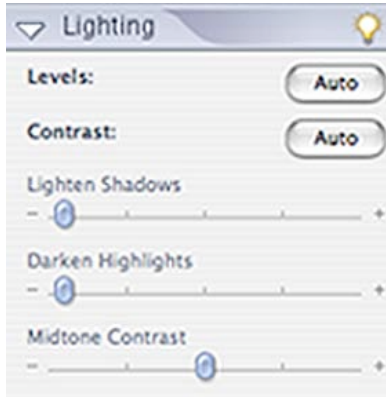 Lighting
Levels: Auto
Contrast: Auto
Lighten Shadows
- +
Darken Highlights
- +
Midtone Contrast
- +